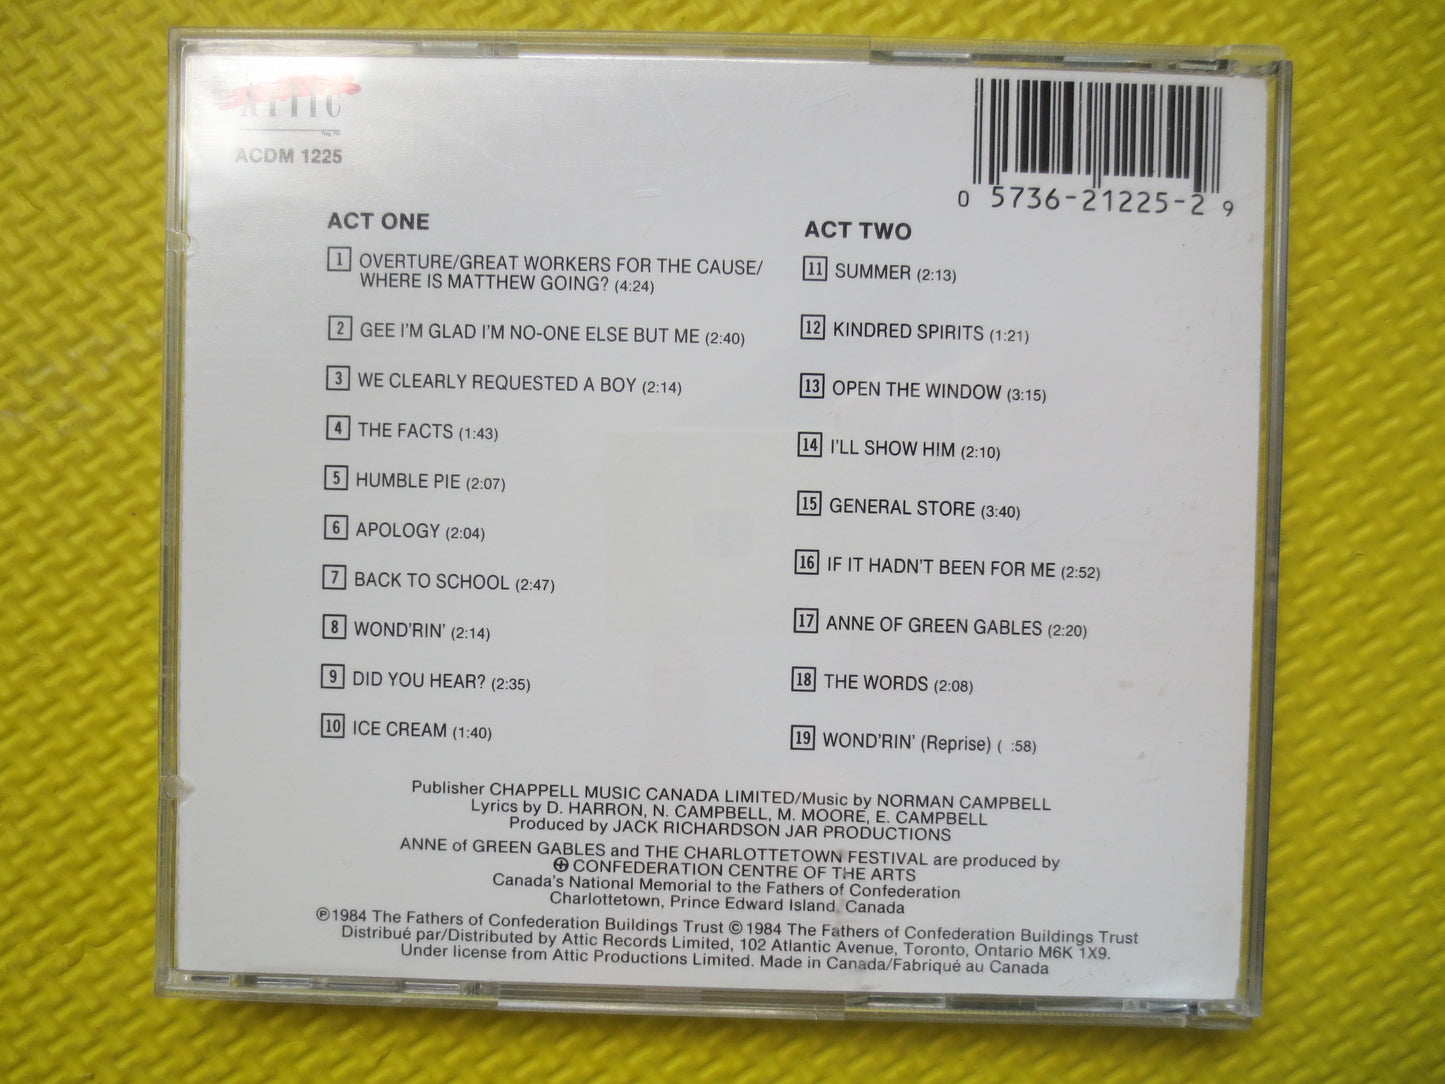 ATTIC
ACDM 1225
0 5736-21225-2 9
ACT ONE
1 OVERTURE/GREAT WORKERS FOR THE CAUSE/
WHERE IS MATTHEW GOING? (4:24)
2 GEE I'M GLAD I'M NO-ONE ELSE BUT ME (2:40)
3 WE CLEARLY REQUESTED A BOY (2:14)
4 THE FACTS (1:43)
5 HUMBLE PIE (2:07)
6 APOLOGY (2:04)
7 BACK TO SCHOOL (2:47)
8 WOND'RIN' (2:14)
9 DID YOU HEAR? (2:35)
10 ICE CREAM (1:40)
ACT TWO
11 SUMMER (2:13)
12 KINDRED SPIRITS (1:21)
13 OPEN THE WINDOW (3:15)
14 I'LL SHOW HIM (2:10)
15 GENERAL STORE (3:40)
16 IF IT HADN'T BEEN FOR ME (2:52)
17 ANNE OF GREEN GABLES (2:20)
18 THE WORDS (2:08)
19 WOND'RIN' (Reprise) ( :58)
Publisher CHAPPELL MUSIC CANADA LIMITED/Music by NORMAN CAMPBELL
Lyrics by D. HARRON, N. CAMPBELL, M. MOORE, E. CAMPBELL
Produced by JACK RICHARDSON JAR PRODUCTIONS
ANNE of GREEN GABLES and THE CHARLOTTETOWN FESTIVAL are produced by
CONFEDERATION CENTRE OF THE ARTS
Canada's National Memorial to the Fathers of Confederation
Charlottetown, Prince Edward Island, Canada
℗1984 The Fathers of Confederation Buildings Trust ©1984 The Fathers of Confederation Buildings Trust
Distribué par/Distributed by Attic Records Limited, 102 Atlantic Avenue, Toronto, Ontario M6K 1X9.
Under license from Attic Productions Limited. Made in Canada/Fabriqué au Canada